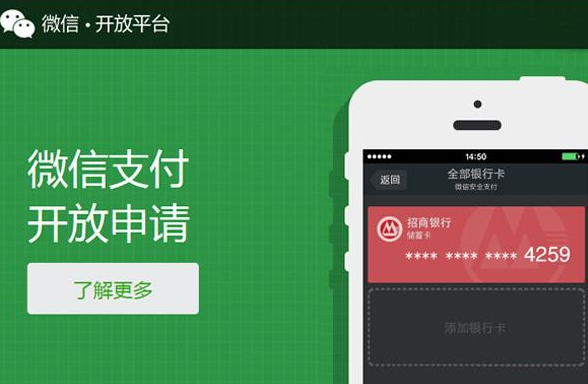 微信·开放平台
微信支付
开放申请
了解更多
14:50
返回
全部银行卡
微信安全支付
招商银行
储蓄卡
**** **** **** 4259
添加银行卡